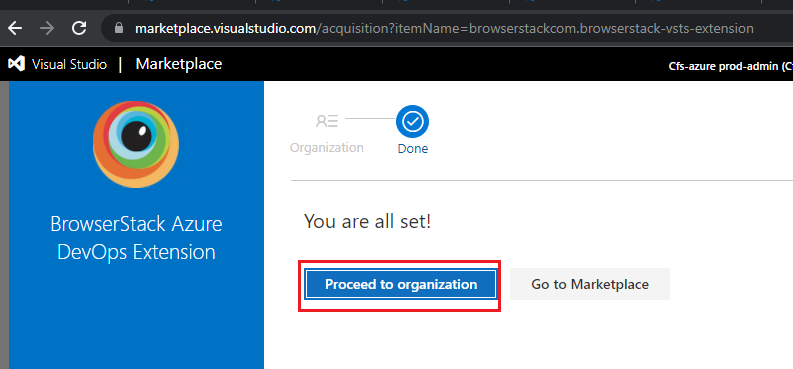 marketplace.visualstudio.com/acquisition?itemName=browserstackcom.browserstack-vsts-extension
Visual Studio | Marketplace
Cfs-azure prod-admin (C
Organization
Done
BrowserStack Azure
DevOps Extension
You are all set!
Proceed to organization
Go to Marketplace